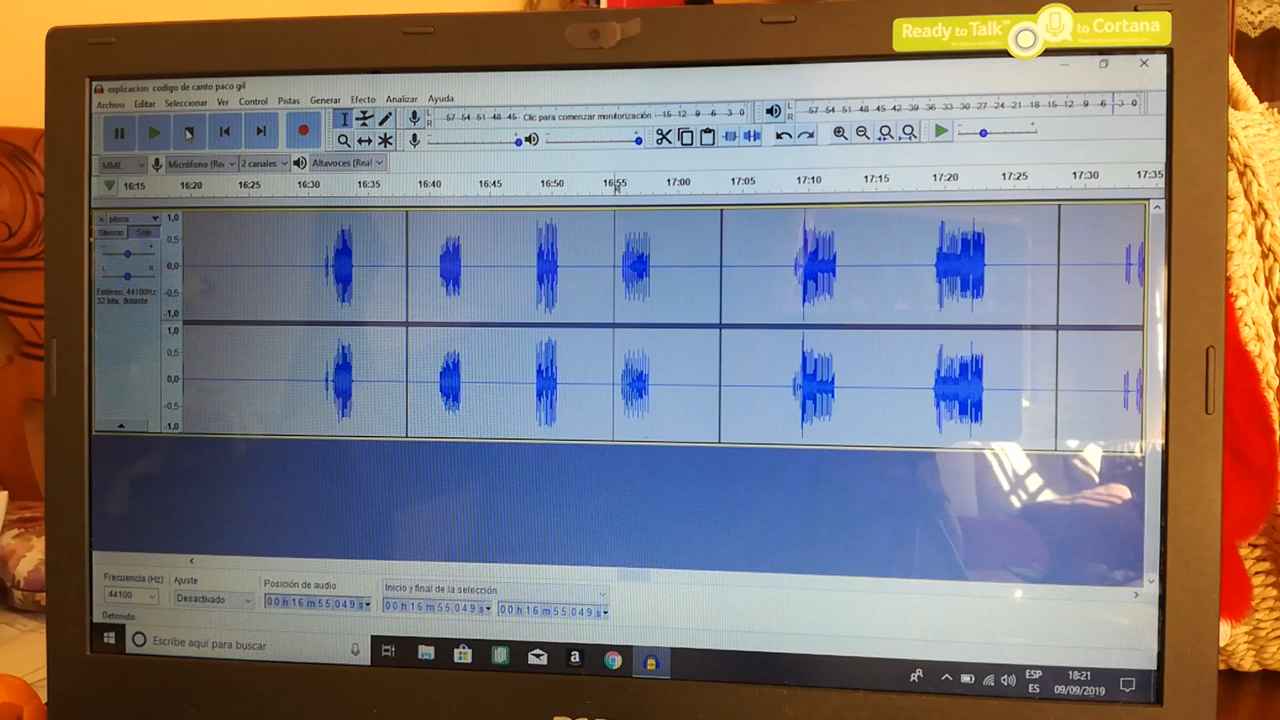 Ready to Talk™ to Cortana
explicacion codigo de canto paco gil
Archivo Editar Seleccionar Ver Control Pistas Generar Efecto Analizar Ayuda
L R -57 -54 -51 -48 -45 - Clic para comenzar monitorización -15 -12 -9 -6 -3 0
L R -57 -54 -51 -48 -45 -42 -39 -36 -33 -30 -27 -24 -21 -18 -15 -12 -9 -6 -3 0
MME Micrófono (Rea 2 canales Altavoces (Real
16:15 16:20 16:25 16:30 16:35 16:40 16:45 16:50 16:55 17:00 17:05 17:10 17:15 17:20 17:25 17:30 17:35
Silencio Solo
- +
L R
Estéreo, 44100Hz
32 bits, flotante
1,0
0,5
0,0
-0,5
-1,0
1,0
0,5
0,0
-0,5
-1,0
Frecuencia (Hz) Ajuste Posición de audio Inicio y final de la selección
44100 Desactivado 00 h 16 m 55,049 s 00 h 16 m 55,049 s 00 h 16 m 55,049 s
Detenido.
Escribe aquí para buscar
a
ESP
ES
18:21
09/09/2019